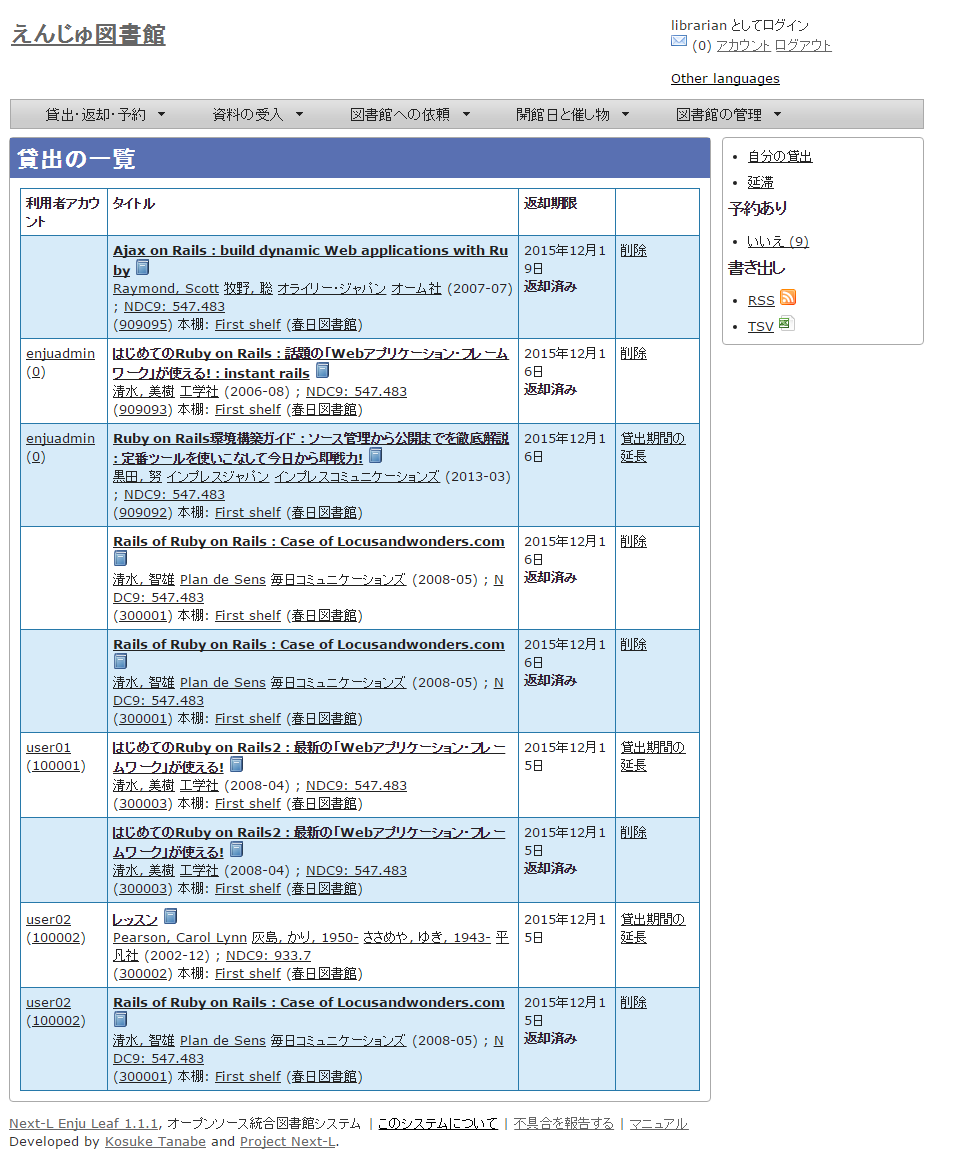 えんじゅ図書館
librarian としてログイン
(0) アカウント ログアウト
Other languages
貸出・返却・予約 ▼ 資料の受入 ▼ 図書館への依頼 ▼ 開館日と催し物 ▼ 図書館の管理 ▼
貸出の一覧
利用者アカウ
ント
タイトル
返却期限
Ajax on Rails : build dynamic Web applications with Ru
by
Raymond, Scott 牧野, 聡 オライリー・ジャパン オーム社 (2007-07)
; NDC9: 547.483
(909095) 本棚: First shelf (春日図書館)
2015年12月1
9日
返却済み
削除
enjuadmin
(0)
はじめてのRuby on Rails : 話題の「Webアプリケーション・フレーム
ワーク」が使える! : instant rails
清水, 美樹 工学社 (2006-08) ; NDC9: 547.483
(909093) 本棚: First shelf (春日図書館)
2015年12月1
6日
返却済み
削除
enjuadmin
(0)
Ruby on Rails環境構築ガイド : ソース管理から公開までを徹底解説
: 定番ツールを使いこなして今日から即戦力!
黒田, 努 インプレスジャパン インプレスコミュニケーションズ (2013-03)
; NDC9: 547.483
(909092) 本棚: First shelf (春日図書館)
2015年12月1
6日
貸出期間の
延長
Rails of Ruby on Rails : Case of Locusandwonders.com
清水, 智雄 Plan de Sens 毎日コミュニケーションズ (2008-05) ; N
DC9: 547.483
(300001) 本棚: First shelf (春日図書館)
2015年12月1
6日
返却済み
削除
Rails of Ruby on Rails : Case of Locusandwonders.com
清水, 智雄 Plan de Sens 毎日コミュニケーションズ (2008-05) ; N
DC9: 547.483
(300001) 本棚: First shelf (春日図書館)
2015年12月1
6日
返却済み
削除
user01
(100001)
はじめてのRuby on Rails2 : 最新の「Webアプリケーション・フレー
ムワーク」が使える!
清水, 美樹 工学社 (2008-04) ; NDC9: 547.483
(300003) 本棚: First shelf (春日図書館)
2015年12月1
5日
貸出期間の
延長
はじめてのRuby on Rails2 : 最新の「Webアプリケーション・フレー
ムワーク」が使える!
清水, 美樹 工学社 (2008-04) ; NDC9: 547.483
(300003) 本棚: First shelf (春日図書館)
2015年12月1
5日
返却済み
削除
user02
(100002)
レッスン
Pearson, Carol Lynn 灰島, かり, 1950- ささめや, ゆき, 1943- 平
凡社 (2002-12) ; NDC9: 933.7
(300002) 本棚: First shelf (春日図書館)
2015年12月1
5日
貸出期間の
延長
user02
(100002)
Rails of Ruby on Rails : Case of Locusandwonders.com
清水, 智雄 Plan de Sens 毎日コミュニケーションズ (2008-05) ; N
DC9: 547.483
(300001) 本棚: First shelf (春日図書館)
2015年12月1
5日
返却済み
削除
• 自分の貸出
• 延滞
予約あり
• いいえ (9)
書き出し
• RSS
• TSV
Next-L Enju Leaf 1.1.1, オープンソース統合図書館システム | このシステムについて | 不具合を報告する | マニュアル
Developed by Kosuke Tanabe and Project Next-L.